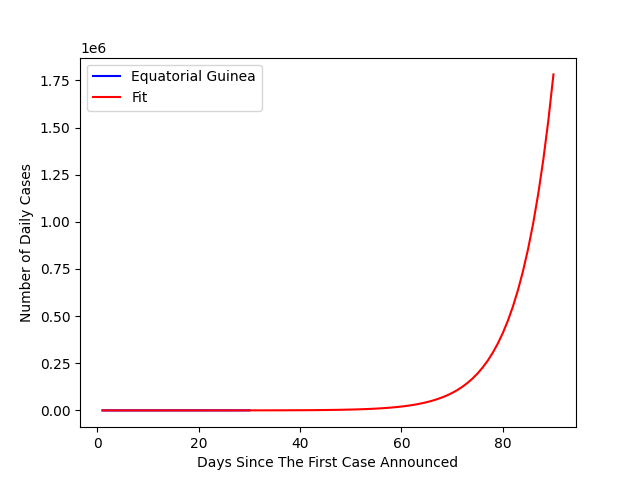 1e6
Equatorial Guinea
Fit
1.75
1.50
1.25
1.00
0.75
0.50
0.25
0.00
Number of Daily Cases
0 20 40 60 80
Days Since The First Case Announced